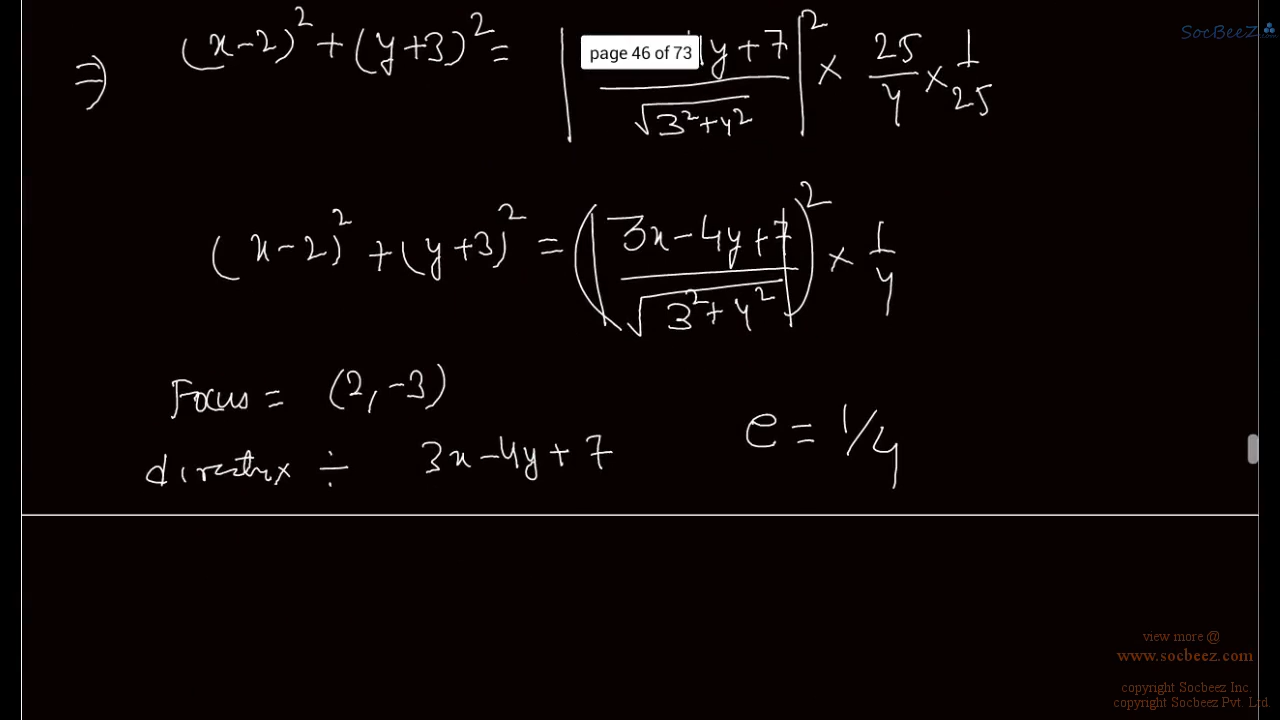 SocBeeZ
⇒ (x-2)² + (y+3)² = | y + 7 / √3²+4² |² × 25/4 × 1/25
page 46 of 73
(x-2)² + (y+3)² = (| 3x-4y+7 / √3²+4² |)² × 1/4
Focus = (2, -3)
e = 1/4
directrix ÷ 3x-4y+7
view more @
www.socbeez.com
copyright Socbeez Inc.
copyright Socbeez Pvt. Ltd.